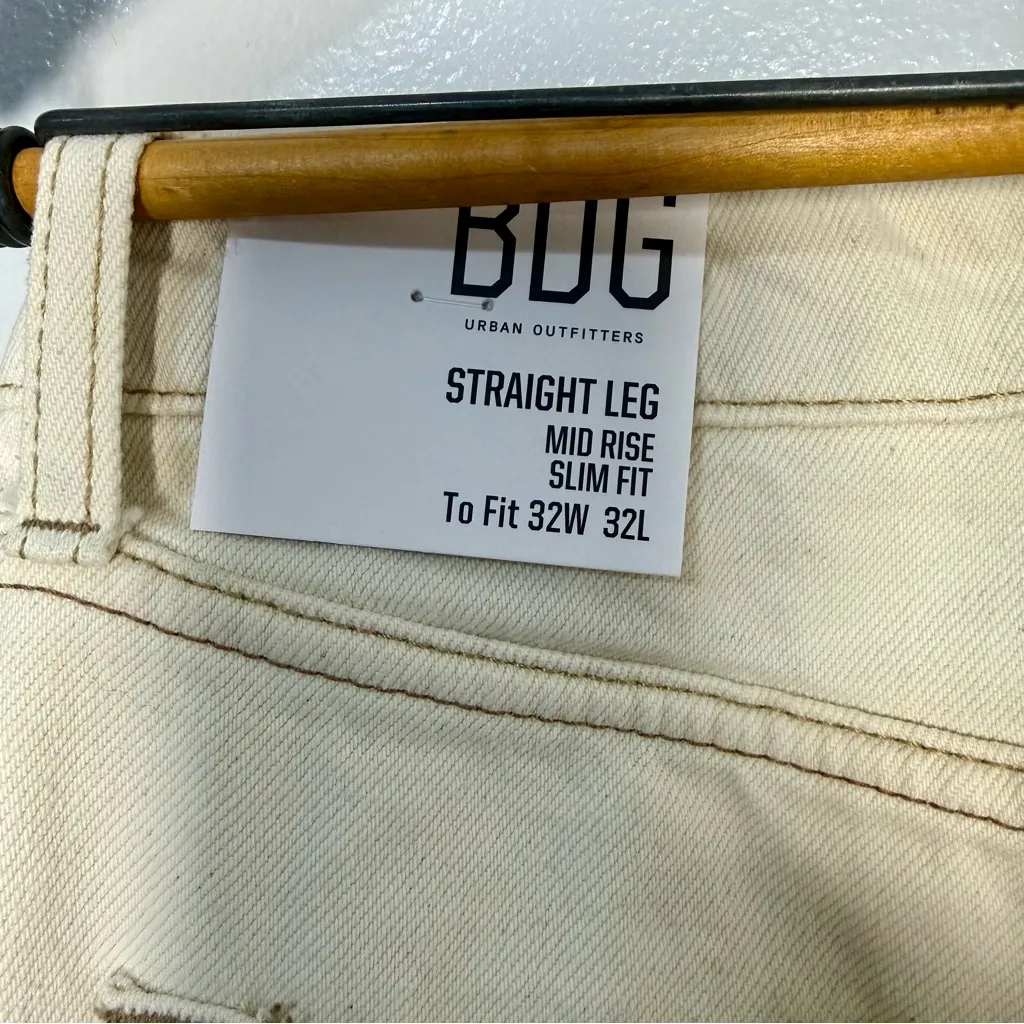 BDG
URBAN OUTFITTERS
STRAIGHT LEG
MID RISE
SLIM FIT
To Fit 32W 32L